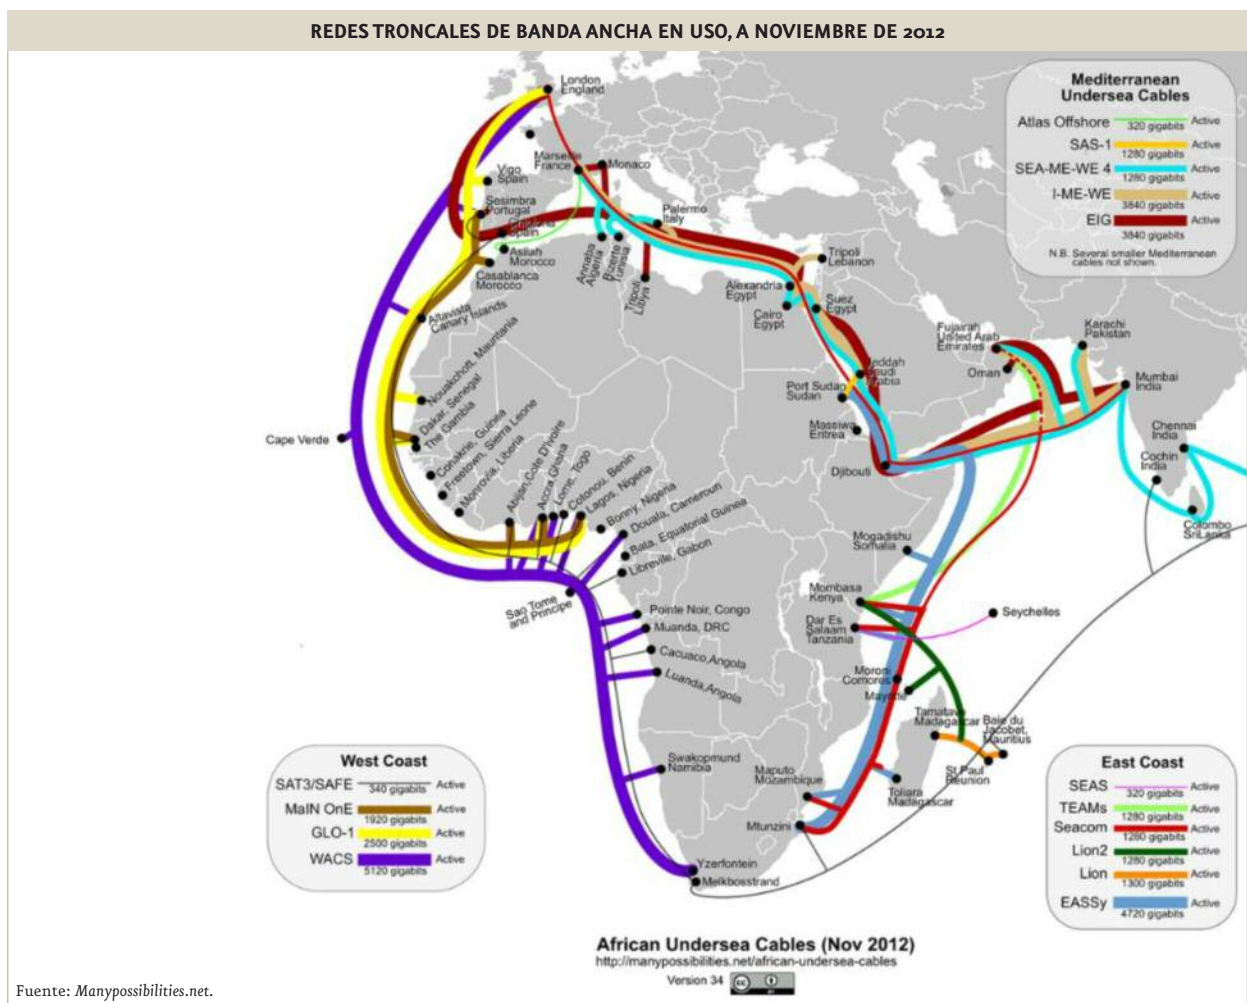 REDES TRONCALES DE BANDA ANCHA EN USO, A NOVIEMBRE DE 2012
London
England
Marseille
France
Monaco
Vigo
Spain
Sesimbra
Portugal
Spain
Asilah
Morocco
Casablanca
Morocco
Annaba
Algeria
Bizerte
Tunisia
Tripoli
Libya
Palermo
Italy
Tripoli
Lebanon
Alexandria
Egypt
Cairo
Egypt
Suez
Egypt
Altavista
Canary Islands
Nouakchott, Mauritania
Dakar, Senegal
The Gambia
Cape Verde
Conakrie, Guinea
Freetown, Sierra Leone
Monrovia, Liberia
Abijan, Cote D'Ivoire
Accra, Ghana
Lome, Togo
Cotonou, Benin
Lagos, Nigeria
Bonny, Nigeria
Douala, Cameroun
Bata, Equatorial Guinea
Libreville, Gabon
Sao Tome
and Principe
Pointe Noir, Congo
Muanda, DRC
Cacuaco,Angola
Luanda,Angola
Swakopmund
Namibia
Yzerfontein
Melkbosstrand
Jeddah
Saudi
Arabia
Port Sudan
Sudan
Massiwa
Eritrea
Djibouti
Fujairah
United Arab
Emirates
Oman
Karachi
Pakistan
Mumbai
India
Chennai
India
Cochin
India
Colombo
SriLanka
Mogadishu
Somalia
Mombasa
Kenya
Dar Es
Salaam
Tanzania
Seychelles
Moroni
Comores
Mayotte
Tamatave
Madagascar
Baie du
Jacobet,
Mauritius
St.Paul
Reunion
Toliara
Madagascar
Maputo
Mozambique
Mtunzini
Mediterranean
Undersea Cables
Atlas Offshore 320 gigabits Active
SAS-1 1280 gigabits Active
SEA-ME-WE 4 1280 gigabits Active
I-ME-WE 3840 gigabits Active
EIG 3840 gigabits Active
N.B. Several smaller Mediterranean
cables not shown.
West Coast
SAT3/SAFE 340 gigabits Active
MaIN OnE 1920 gigabits Active
GLO-1 2500 gigabits Active
WACS 5120 gigabits Active
East Coast
SEAS 320 gigabits Active
TEAMs 1280 gigabits Active
Seacom 1280 gigabits Active
Lion2 1280 gigabits Active
Lion 1300 gigabits Active
EASSy 4720 gigabits Active
African Undersea Cables (Nov 2012)
http://manypossibilities.net/african-undersea-cables
Version 34
cc
Fuente: Manypossibilities.net.